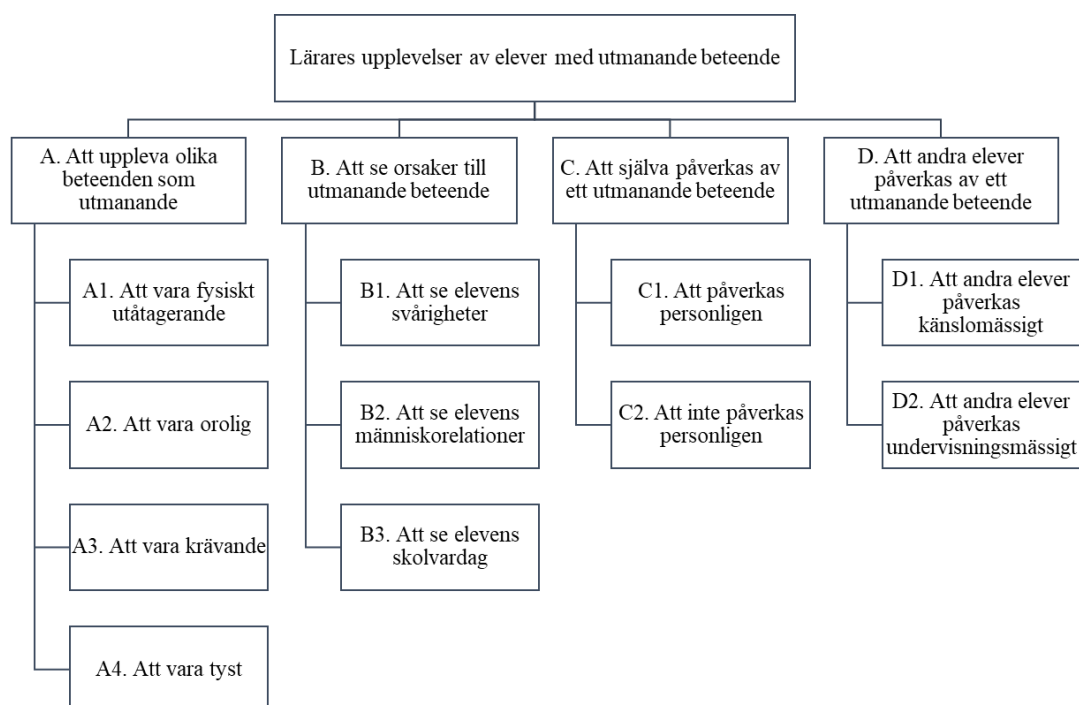 Lärares upplevelser av elever med utmanande beteende
A. Att uppleva olika
beteenden som
utmanande
B. Att se orsaker till
utmanande beteende
C. Att själva påverkas av
ett utmanande beteende
D. Att andra elever
påverkas av ett
utmanande beteende
A1. Att vara fysiskt
utåtagerande
A2. Att vara orolig
A3. Att vara krävande
A4. Att vara tyst
B1. Att se elevens
svårigheter
B2. Att se elevens
människorelationer
B3. Att se elevens
skolvardag
C1. Att påverkas
personligen
C2. Att inte påverkas
personligen
D1. Att andra elever
påverkas
känslomässigt
D2. Att andra elever
påverkas
undervisningsmässigt